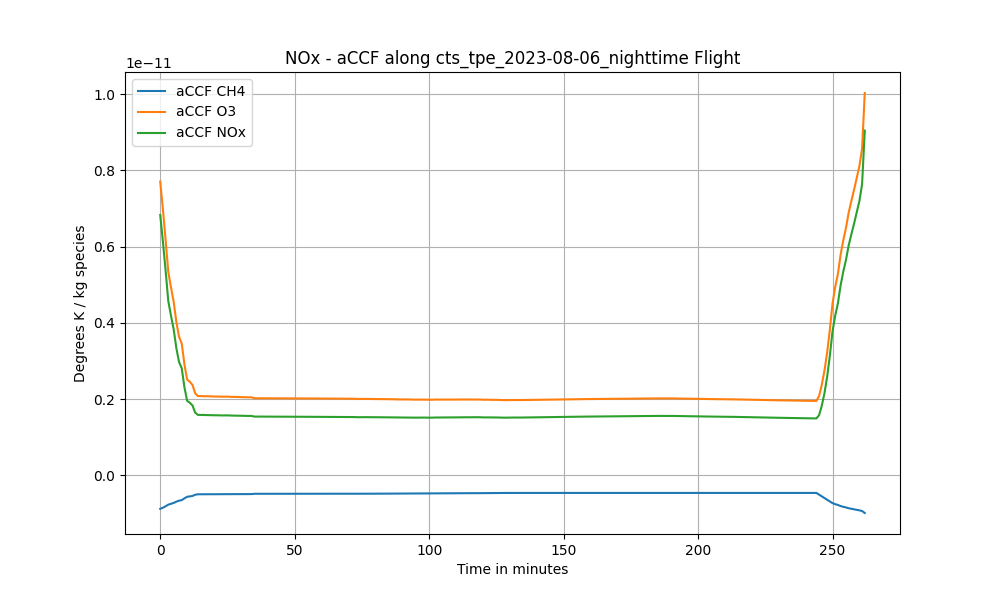 NOx - aCCF along cts_tpe_2023-08-06_nighttime Flight
1e−11
aCCF CH4
aCCF O3
aCCF NOx
1.0
0.8
0.6
0.4
0.2
0.0
Degrees K / kg species
0 50 100 150 200 250
Time in minutes